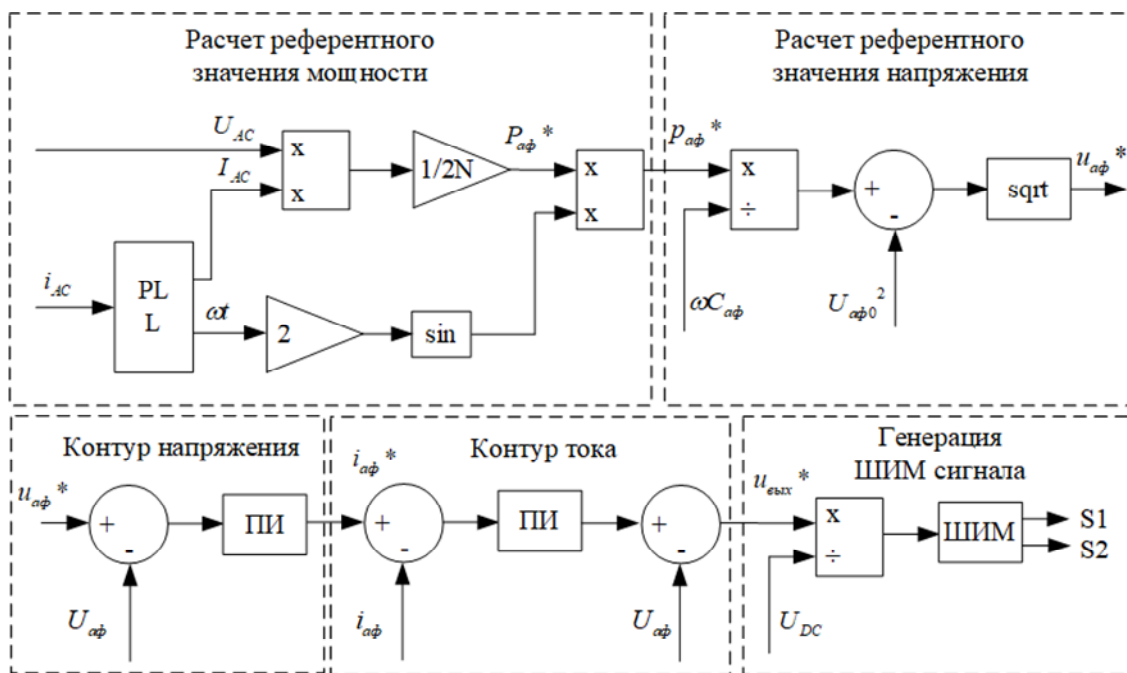 Расчет референтного
значения мощности
Расчет референтного
значения напряжения
U_AC
I_AC
x
x
1/2N
P_аф*
x
x
i_AC
PL
L
ωt
2
sin
p_аф*
x
÷
ωC_аф
+
-
U_аф0²
sqrt
u_аф*
Контур напряжения
u_аф*
+
-
U_аф
ПИ
Контур тока
i_аф*
+
-
i_аф
ПИ
+
-
U_аф
Генерация
ШИМ сигнала
u_вых*
x
÷
U_DC
ШИМ
S1
S2